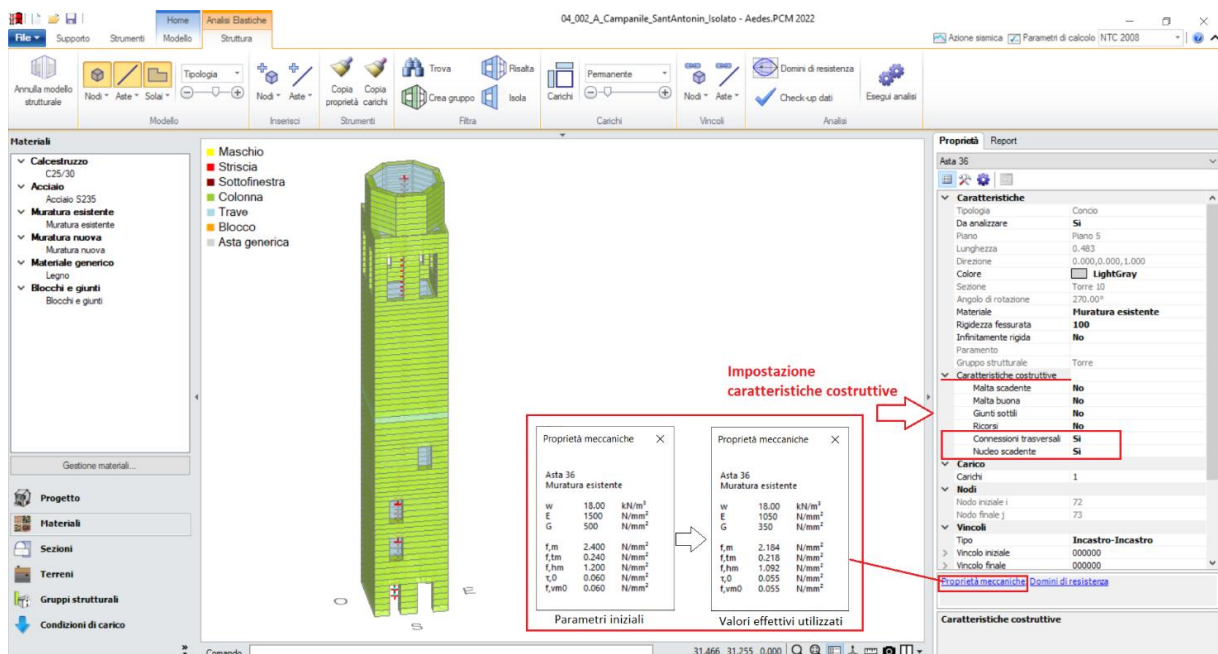 04_002_A_Campanile_SantAntonin_Isolato - Aedes.PCM 2022
Home
Analisi Elastiche
File
Supporto
Strumenti
Modello
Struttura
Azione sismica
Parametri di calcolo
NTC 2008
Annulla modello
strutturale
Nodi
Aste
Solai
Tipologia
Modello
Nodi
Aste
Inserisci
Copia
proprietà
Copia
carichi
Strumenti
Trova
Crea gruppo
Risalta
Isola
Filtra
Carichi
Permanente
Carichi
Nodi
Aste
Vincoli
Domini di resistenza
Check-up dati
Esegui analisi
Analisi
Materiali
Calcestruzzo
C25/30
Acciaio
Acciaio S235
Muratura esistente
Muratura esistente
Muratura nuova
Muratura nuova
Materiale generico
Legno
Blocchi e giunti
Blocchi e giunti
Gestione materiali...
Progetto
Materiali
Sezioni
Terreni
Gruppi strutturali
Condizioni di carico
Maschio
Striscia
Sottofinestra
Colonna
Trave
Blocco
Asta generica
O
S
E
Impostazione
caratteristiche costruttive
Proprietà meccaniche
Asta 36
Muratura esistente
w 18.00 kN/m³
E 1500 N/mm²
G 500 N/mm²
f,m 2.400 N/mm²
f,tm 0.240 N/mm²
f,hm 1.200 N/mm²
τ,0 0.060 N/mm²
f,vm0 0.060 N/mm²
Parametri iniziali
Proprietà meccaniche
Asta 36
Muratura esistente
w 18.00 kN/m³
E 1050 N/mm²
G 350 N/mm²
f,m 2.184 N/mm²
f,tm 0.218 N/mm²
f,hm 1.092 N/mm²
τ,0 0.055 N/mm²
f,vm0 0.055 N/mm²
Valori effettivi utilizzati
Comando
31.466 31.255 0.000
Proprietà
Report
Asta 36
Caratteristiche
Tipologia Concio
Da analizzare Sì
Piano Piano 5
Lunghezza 0.483
Direzione 0.000,0.000,1.000
Colore LightGray
Sezione Torre 10
Angolo di rotazione 270.00°
Materiale Muratura esistente
Rigidezza fessurata 100
Infinitamente rigida No
Paramento
Gruppo strutturale Torre
Caratteristiche costruttive
Malta scadente No
Malta buona No
Giunti sottili No
Ricorsi No
Connessioni trasversali Sì
Nucleo scadente Sì
Carico
Carichi 1
Nodi
Nodo iniziale i 72
Nodo finale j 73
Vincoli
Tipo Incastro-Incastro
Vincolo iniziale 000000
Vincolo finale 000000
Proprietà meccaniche Domini di resistenza
Caratteristiche costruttive